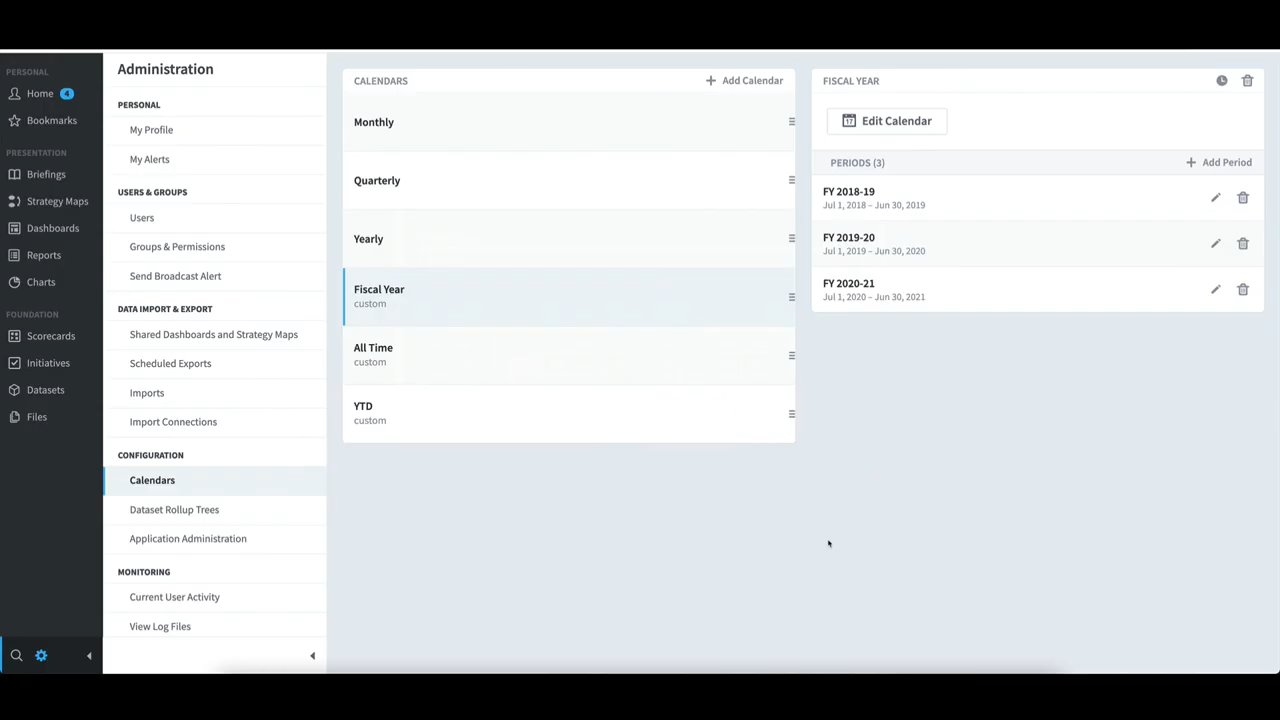 PERSONAL
Home 4
Bookmarks
PRESENTATION
Briefings
Strategy Maps
Dashboards
Reports
Charts
FOUNDATION
Scorecards
Initiatives
Datasets
Files
Administration
PERSONAL
My Profile
My Alerts
USERS & GROUPS
Users
Groups & Permissions
Send Broadcast Alert
DATA IMPORT & EXPORT
Shared Dashboards and Strategy Maps
Scheduled Exports
Imports
Import Connections
CONFIGURATION
Calendars
Dataset Rollup Trees
Application Administration
MONITORING
Current User Activity
View Log Files
CALENDARS
Add Calendar
Monthly
Quarterly
Yearly
Fiscal Year
custom
All Time
custom
YTD
custom
FISCAL YEAR
17 Edit Calendar
PERIODS (3)
Add Period
FY 2018-19
Jul 1, 2018 – Jun 30, 2019
FY 2019-20
Jul 1, 2019 – Jun 30, 2020
FY 2020-21
Jul 1, 2020 – Jun 30, 2021